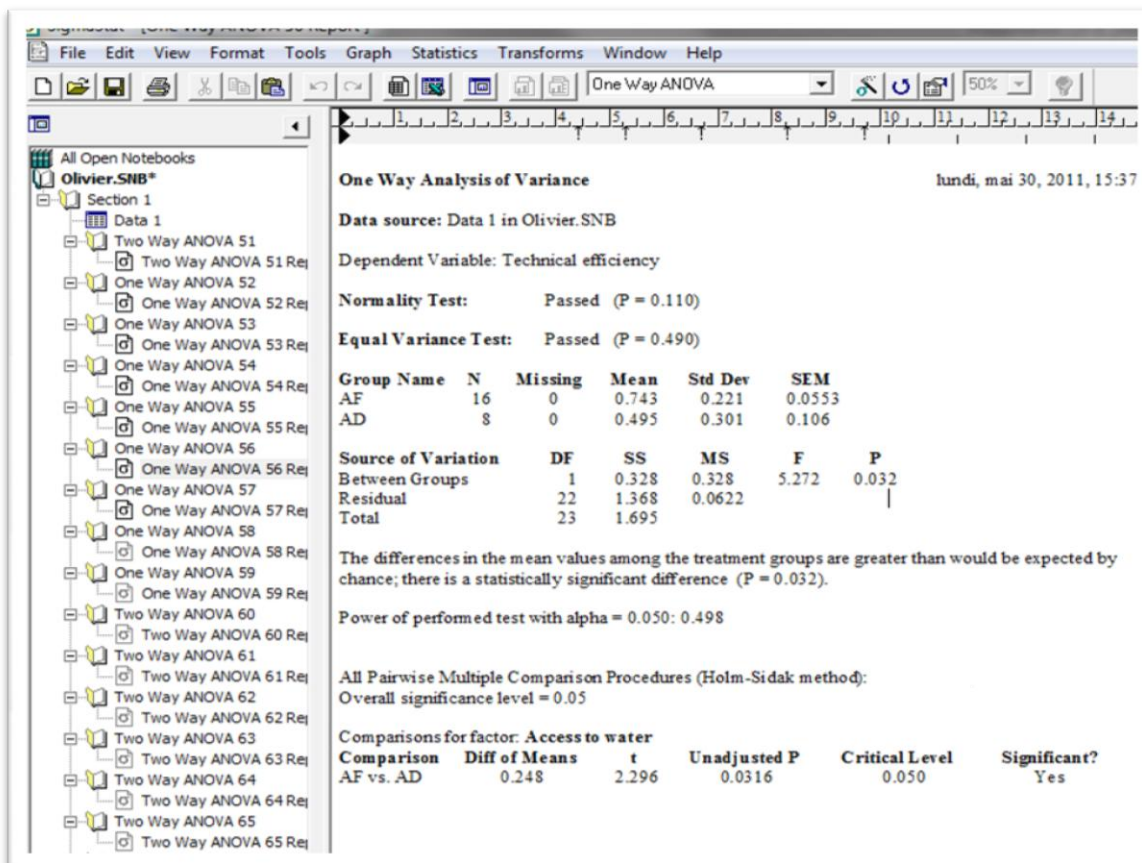 File Edit View Format Tools Graph Statistics Transforms Window Help
One Way ANOVA 50%
1 2 3 4 5 6 7 8 9 10 11 12 13 14
All Open Notebooks
Olivier.SNB*
Section 1
Data 1
Two Way ANOVA 51
Two Way ANOVA 51 Rep
One Way ANOVA 52
One Way ANOVA 52 Rep
One Way ANOVA 53
One Way ANOVA 53 Rep
One Way ANOVA 54
One Way ANOVA 54 Rep
One Way ANOVA 55
One Way ANOVA 55 Rep
One Way ANOVA 56
One Way ANOVA 56 Rep
One Way ANOVA 57
One Way ANOVA 57 Rep
One Way ANOVA 58
One Way ANOVA 58 Rep
One Way ANOVA 59
One Way ANOVA 59 Rep
Two Way ANOVA 60
Two Way ANOVA 60 Rep
Two Way ANOVA 61
Two Way ANOVA 61 Rep
Two Way ANOVA 62
Two Way ANOVA 62 Rep
Two Way ANOVA 63
Two Way ANOVA 63 Rep
Two Way ANOVA 64
Two Way ANOVA 64 Rep
Two Way ANOVA 65
Two Way ANOVA 65 Rep
One Way Analysis of Variance lundi, mai 30, 2011, 15:37
Data source: Data 1 in Olivier.SNB
Dependent Variable: Technical efficiency
Normality Test: Passed (P = 0.110)
Equal Variance Test: Passed (P = 0.490)
Group Name N Missing Mean Std Dev SEM
AF 16 0 0.743 0.221 0.0553
AD 8 0 0.495 0.301 0.106
Source of Variation DF SS MS F P
Between Groups 1 0.328 0.328 5.272 0.032
Residual 22 1.368 0.0622
Total 23 1.695
The differences in the mean values among the treatment groups are greater than would be expected by
chance; there is a statistically significant difference (P = 0.032).
Power of performed test with alpha = 0.050: 0.498
All Pairwise Multiple Comparison Procedures (Holm-Sidak method):
Overall significance level = 0.05
Comparisons for factor: Access to water
Comparison Diff of Means t Unadjusted P Critical Level Significant?
AF vs. AD 0.248 2.296 0.0316 0.050 Yes